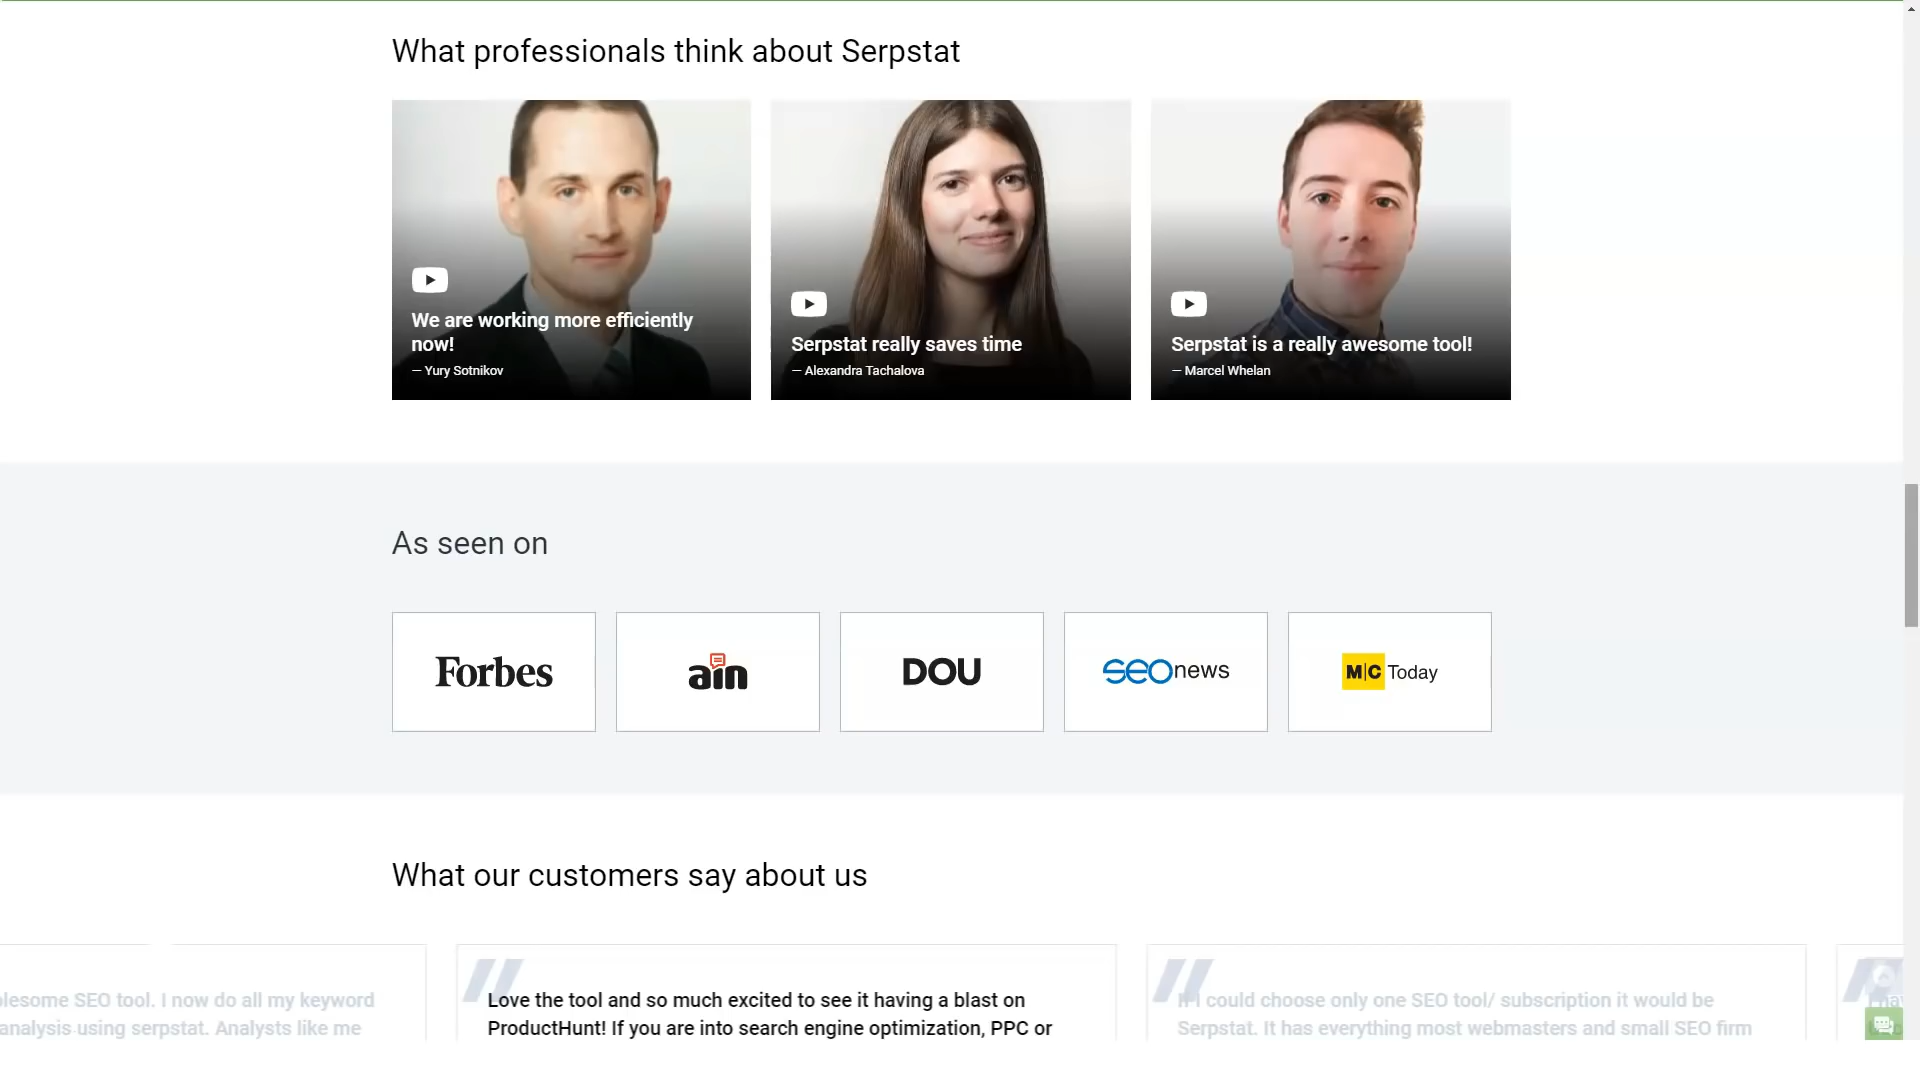 What professionals think about Serpstat
We are working more efficiently
now!
— Yury Sotnikov
Serpstat really saves time
— Alexandra Tachalova
Serpstat is a really awesome tool!
— Marcel Whelan
As seen on
Forbes
ain
DOU
seonews
M|C Today
What our customers say about us
SEO tool. I now do all my keyword
analysis using serpstat. Analysts like me
Love the tool and so much excited to see it having a blast on
ProductHunt! If you are into search engine optimization, PPC or
If I could choose only one SEO tool/ subscription it would be
Serpstat. It has everything most webmasters and small SEO firm